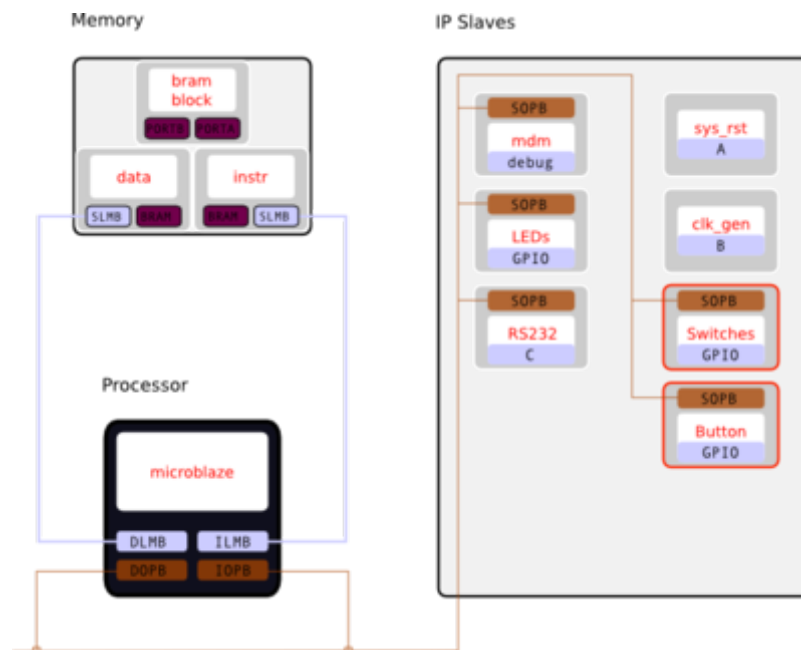 Memory
IP Slaves
bram
block
PORTB PORTA
data
instr
SLMB BRAM
BRAM SLMB
SOPB
mdm
debug
sys_rst
A
SOPB
LEDs
GPIO
clk_gen
B
SOPB
RS232
C
SOPB
Switches
GPIO
SOPB
Button
GPIO
Processor
microblaze
DLMB ILMB
DOPB IOPB